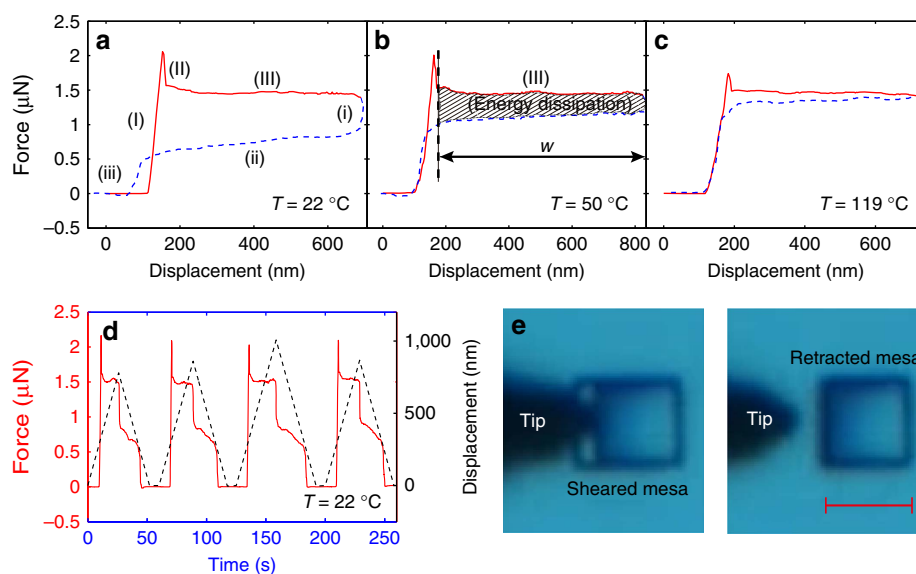 a
b
c
2.5
2
1.5
1
0.5
0
−0.5
Force (μN)
(I)
(II)
(III)
(i)
(ii)
(iii)
T = 22 °C
0 200 400 600
Displacement (nm)
(III)
(Energy dissipation)
w
T = 50 °C
0 200 400 600 800
Displacement (nm)
T = 119 °C
0 200 400 600
Displacement (nm)
d
2.5
2
1.5
1
0.5
0
−0.5
Force (μN)
1,000
500
0
Displacement (nm)
T = 22 °C
0 50 100 150 200 250
Time (s)
e
Tip
Sheared mesa
Retracted mesa
Tip